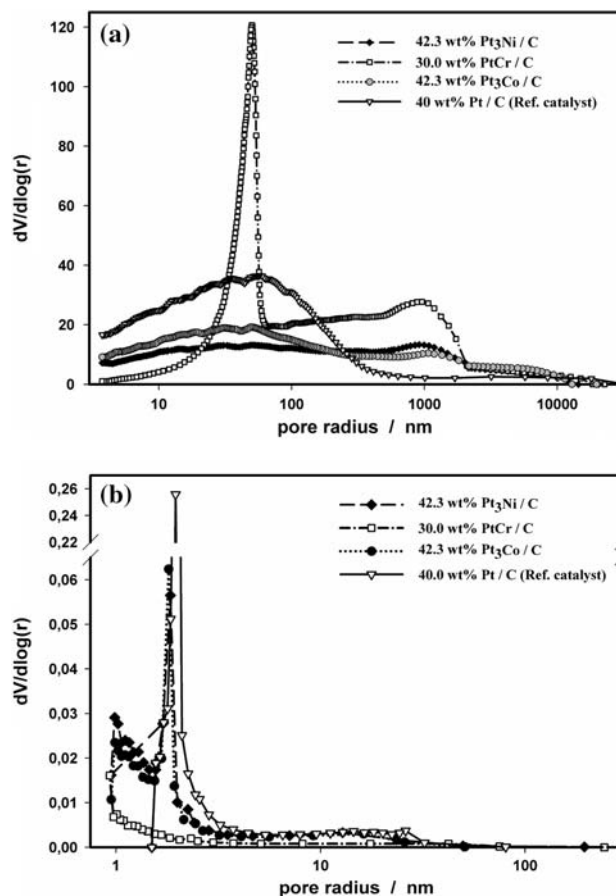 (a)
42.3 wt% Pt3Ni / C
30.0 wt% PtCr / C
42.3 wt% Pt3Co / C
40 wt% Pt / C (Ref. catalyst)
dV/dlog(r)
120
100
80
60
40
20
0
10
100
1000
10000
pore radius / nm
(b)
42.3 wt% Pt3Ni / C
30.0 wt% PtCr / C
42.3 wt% Pt3Co / C
40.0 wt% Pt / C (Ref. catalyst)
dV/dlog(r)
0,26
0,24
0,22
0,06
0,05
0,04
0,03
0,02
0,01
0,00
1
10
100
pore radius / nm